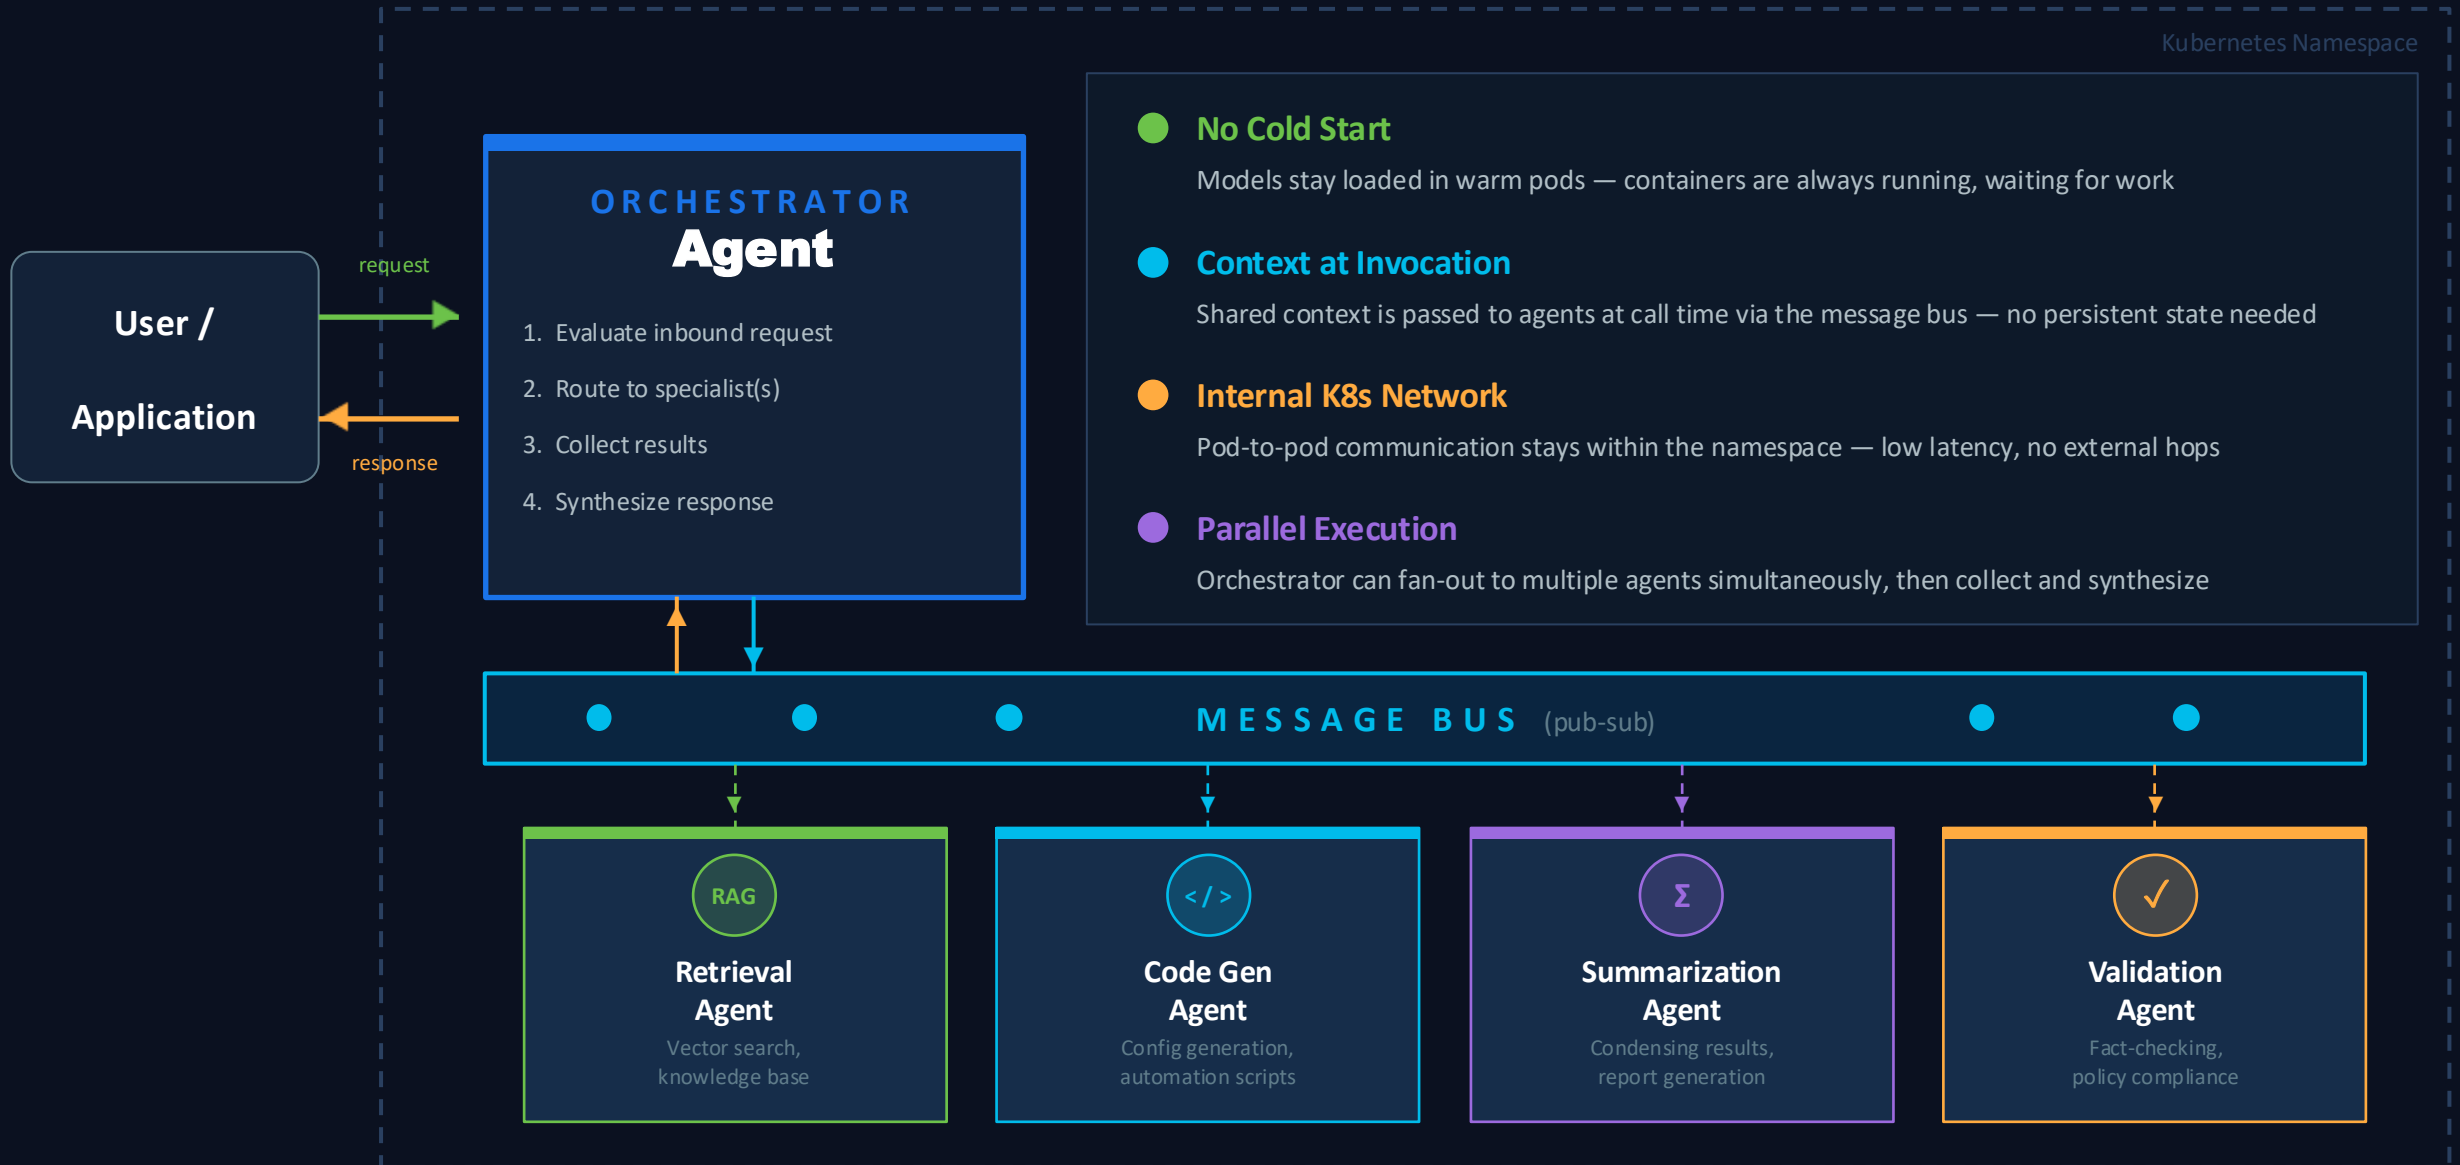 Kubernetes Namespace
User /
Application
request
response
ORCHESTRATOR
Agent
1. Evaluate inbound request
2. Route to specialist(s)
3. Collect results
4. Synthesize response
No Cold Start
Models stay loaded in warm pods — containers are always running, waiting for work
Context at Invocation
Shared context is passed to agents at call time via the message bus — no persistent state needed
Internal K8s Network
Pod-to-pod communication stays within the namespace — low latency, no external hops
Parallel Execution
Orchestrator can fan-out to multiple agents simultaneously, then collect and synthesize
MESSAGE BUS (pub-sub)
RAG
Retrieval
Agent
Vector search,
knowledge base
</>
Code Gen
Agent
Config generation,
automation scripts
Σ
Summarization
Agent
Condensing results,
report generation
✓
Validation
Agent
Fact-checking,
policy compliance